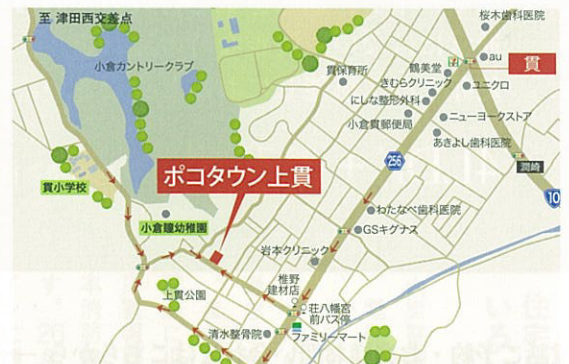 至 津田西交差点
桜木歯科医院
小倉カントリークラブ
貫保育所
鶴美堂
au
貫
きむらクリニック
ユニクロ
にしな整形外科
小倉貫郵便局
ニューヨークストア
あきよし歯科医院
256
潤崎
10
貫小学校
ポコタウン上貫
小倉瞳幼稚園
わたなべ歯科医院
GSキグナス
岩本クリニック
椎野
建材店
上貫公園
荘八幡宮
前バス停
清水整骨院
ファミリーマート